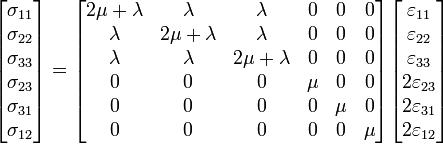 σ11 2μ + λ λ λ 0 0 0 ε11
σ22 λ 2μ + λ λ 0 0 0 ε22
σ33 = λ λ 2μ + λ 0 0 0 ε33
σ23 0 0 0 μ 0 0 2ε23
σ31 0 0 0 0 μ 0 2ε31
σ12 0 0 0 0 0 μ 2ε12